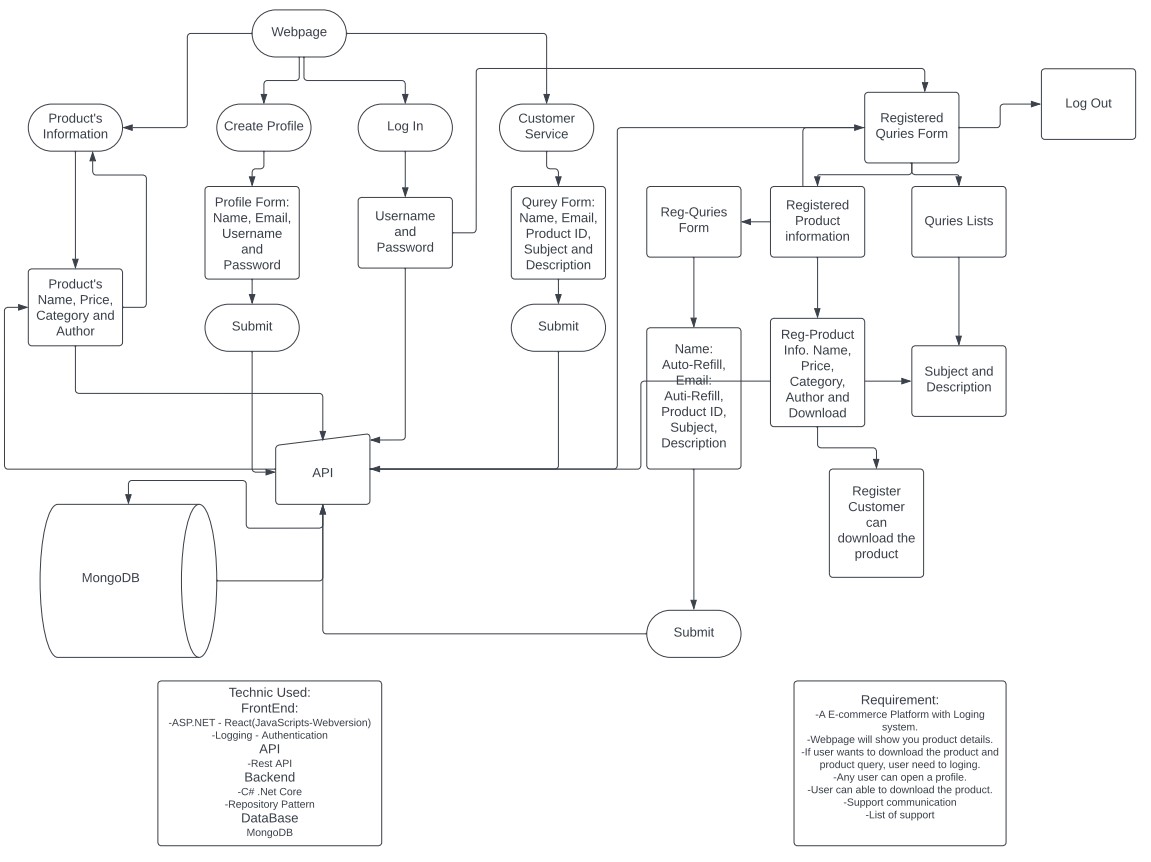 Webpage
Product's
Information
Create Profile
Log In
Customer
Service
Registered
Quries Form
Log Out
Profile Form:
Name, Email,
Username
and
Password
Username
and
Password
Qurey Form:
Name, Email,
Product ID,
Subject and
Description
Reg-Quries
Form
Registered
Product
information
Quries Lists
Product's
Name, Price,
Category and
Author
Submit
Submit
Name:
Auto-Refill,
Email:
Auti-Refill,
Product ID,
Subject,
Description
Reg-Product
Info. Name,
Price,
Category,
Author and
Download
Subject and
Description
API
Register
Customer
can
download the
product
MongoDB
Submit
Technic Used:
FrontEnd:
-ASP.NET - React(JavaScripts-Webversion)
-Logging - Authentication
API
-Rest API
Backend
-C# .Net Core
-Repository Pattern
DataBase
MongoDB
Requirement:
-A E-commerce Platform with Loging
system.
-Webpage will show you product details.
-If user wants to download the product and
product query, user need to loging.
-Any user can open a profile.
-User can able to download the product.
-Support communication
-List of support